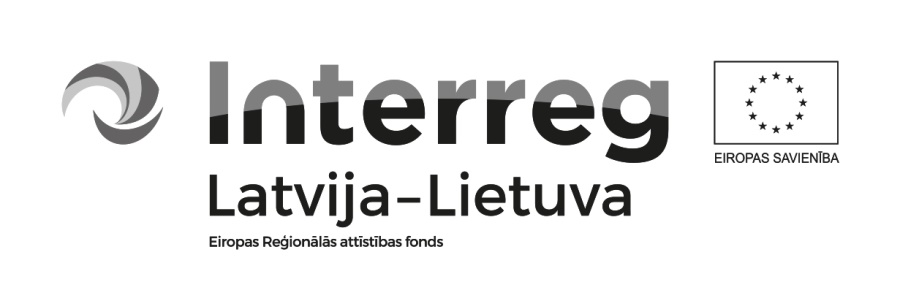 Interreg
EIROPAS SAVIENĪBA
Latvija–Lietuva
Eiropas Reģionālās attīstības fonds